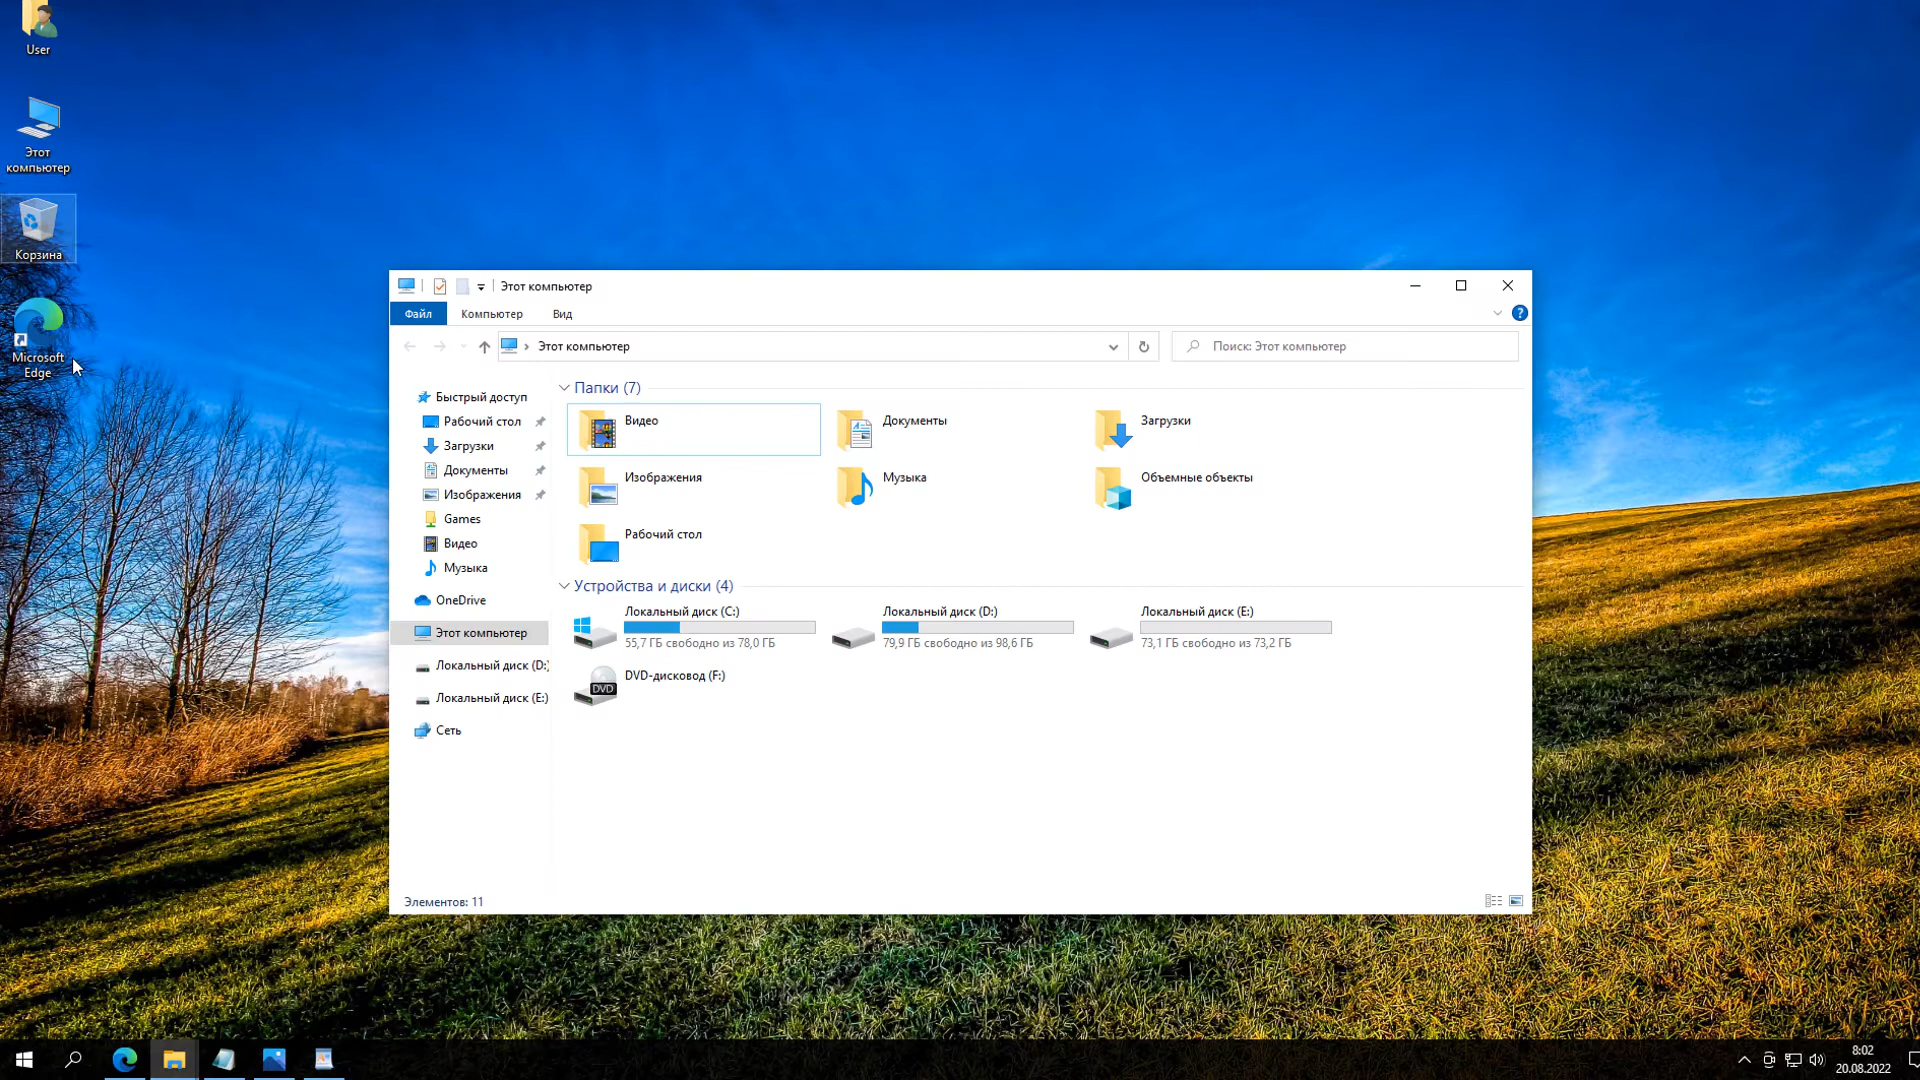 User
Этот
компьютер
Корзина
Microsoft
Edge
Этот компьютер
Файл
Компьютер
Вид
Этот компьютер
Поиск: Этот компьютер
Быстрый доступ
Рабочий стол
Загрузки
Документы
Изображения
Games
Видео
Музыка
OneDrive
Этот компьютер
Локальный диск (D:)
Локальный диск (E:)
Сеть
Папки (7)
Видео
Документы
Загрузки
Изображения
Музыка
Объемные объекты
Рабочий стол
Устройства и диски (4)
Локальный диск (C:)
55,7 ГБ свободно из 78,0 ГБ
Локальный диск (D:)
79,9 ГБ свободно из 98,6 ГБ
Локальный диск (E:)
73,1 ГБ свободно из 73,2 ГБ
DVD
DVD-дисковод (F:)
Элементов: 11
8:02
20.08.2022